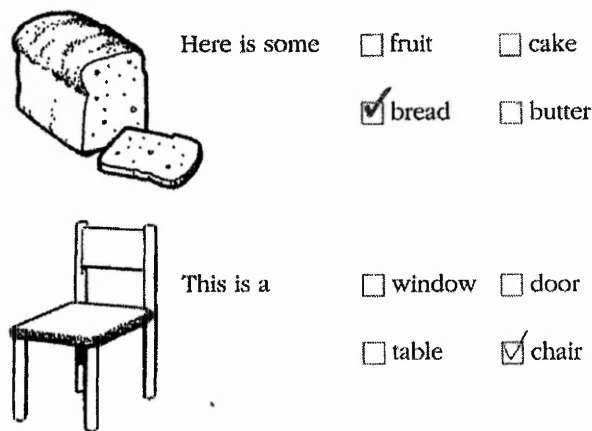 Here is some ☐ fruit ☐ cake
☑ bread ☐ butter
This is a ☐ window ☐ door
☐ table ☑ chair